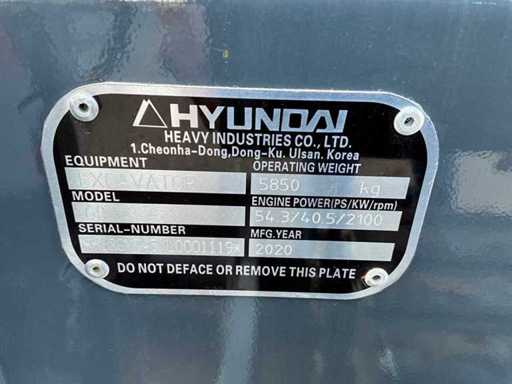 HYUNDAI
HEAVY INDUSTRIES CO., LTD.
1.Cheonha-Dong,Dong-Ku. Ulsan. Korea
EQUIPMENT
OPERATING WEIGHT
5850 kg
MODEL
ENGINE POWER(PS/KW/rpm)
54.3/40.5/2100
SERIAL-NUMBER
MFG.YEAR
2020
DO NOT DEFACE OR REMOVE THIS PLATE